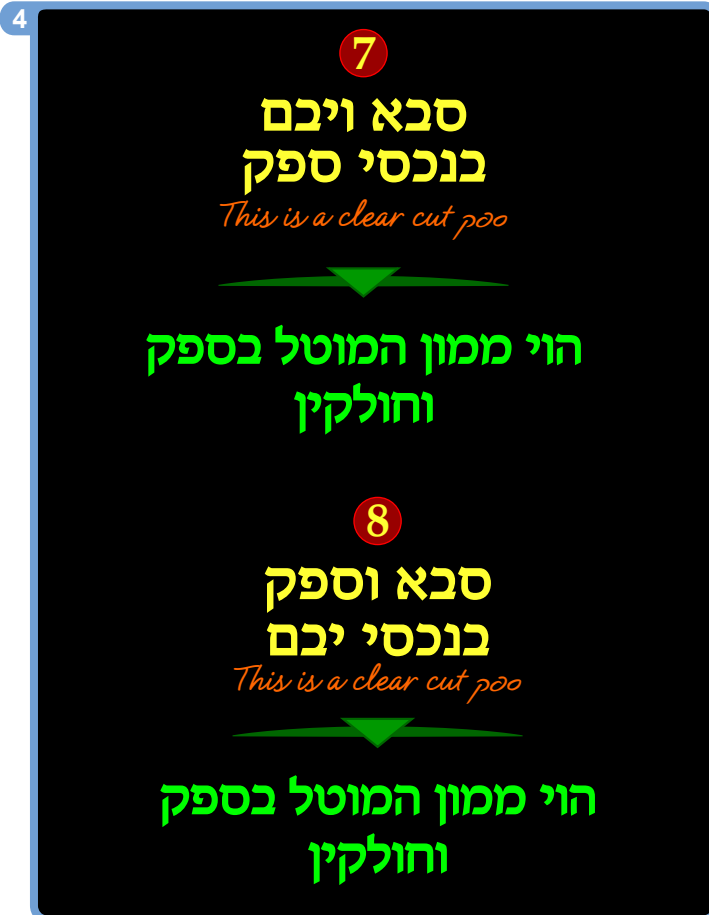 4
7
סבא ויבם
בנכסי ספק
This is a clear cut ספק
הוי ממון המוטל בספק
וחולקין
8
סבא וספק
בנכסי יבם
This is a clear cut ספק
הוי ממון המוטל בספק
וחולקין